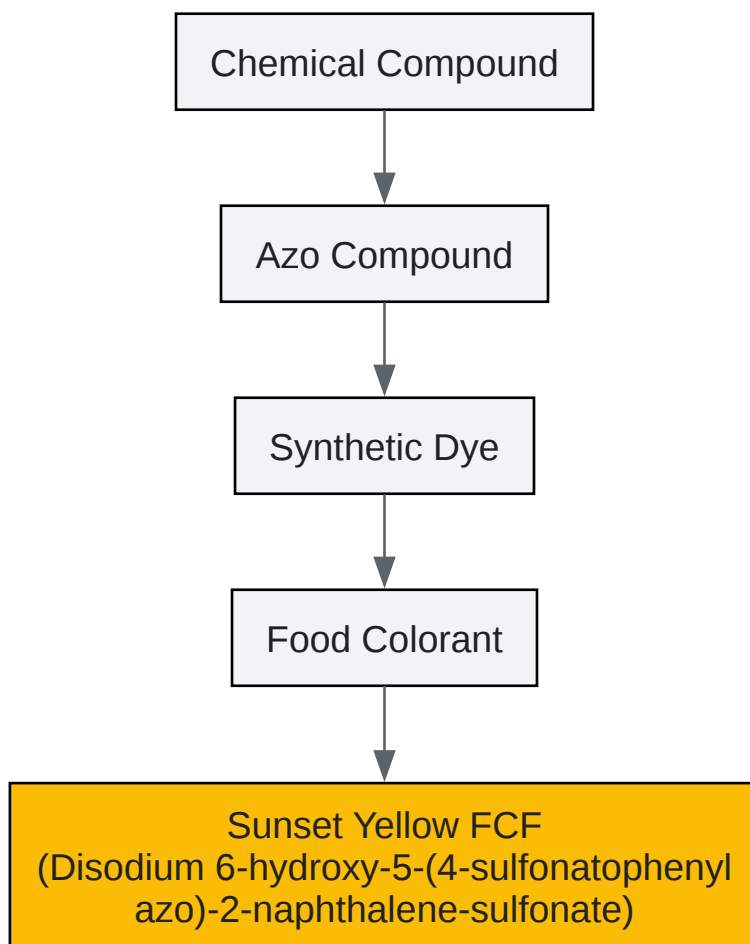 Chemical Compound
Azo Compound
Synthetic Dye
Food Colorant
Sunset Yellow FCF
(Disodium 6-hydroxy-5-(4-sulfonatophenyl
azo)-2-naphthalene-sulfonate)